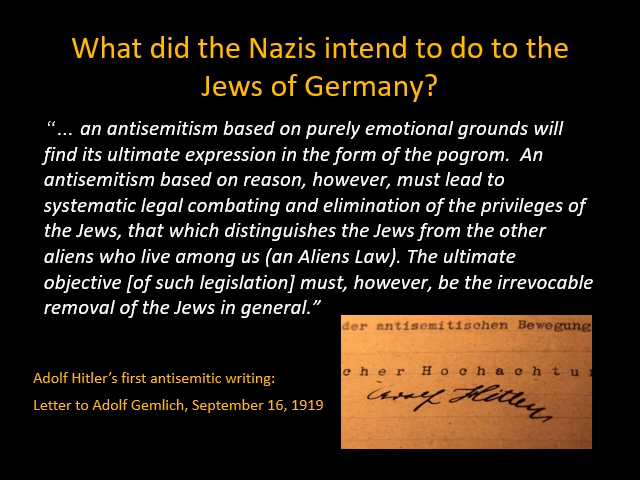 What did the Nazis intend to do to the
Jews of Germany?
“… an antisemitism based on purely emotional grounds will
find its ultimate expression in the form of the pogrom.  An
antisemitism based on reason, however, must lead to
systematic legal combating and elimination of the privileges of
the Jews, that which distinguishes the Jews from the other
aliens who live among us (an Aliens Law). The ultimate
objective [of such legislation] must, however, be the irrevocable
removal of the Jews in general.”
der antisemitischen Bewegung
cher Hochachtu
Adolf Hitler
Adolf Hitler’s first antisemitic writing:
Letter to Adolf Gemlich, September 16, 1919